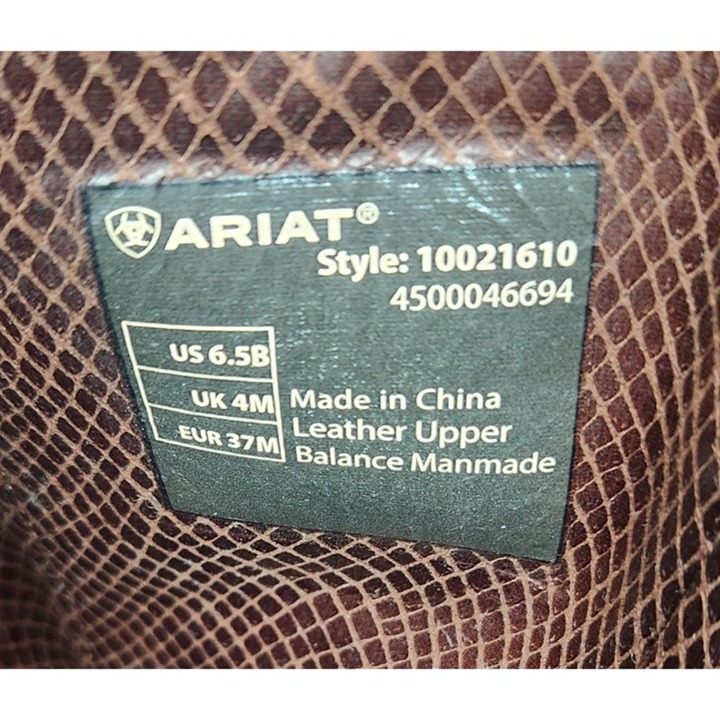 ARIAT®
Style: 10021610
4500046694
US 6.5B
UK 4M
EUR 37M
Made in China
Leather Upper
Balance Manmade